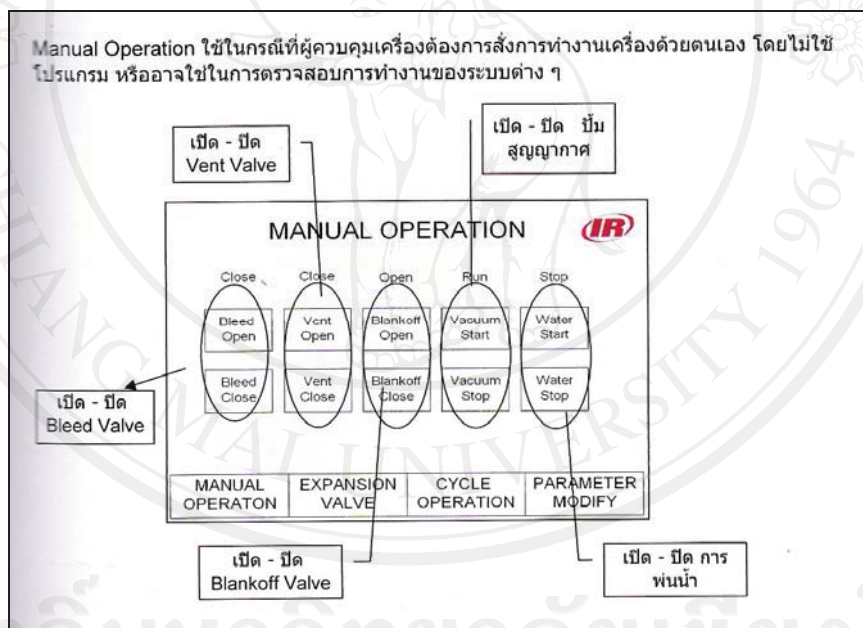 Manual Operation ใช้ในกรณีที่ผู้ควบคุมเครื่องต้องการสั่งการทำงานเครื่องด้วยตนเอง โดยไม่ใช้
โปรแกรม หรืออาจใช้ในการตรวจสอบการทำงานของระบบต่าง ๆ
เปิด - ปิด
Vent Valve
เปิด - ปิด ปั้ม
สูญญากาศ
MANUAL OPERATION
IR
Close Close Open Run Stop
Bleed Vent Blankoff Vacuum Water
Open Open Open Start Start
Bleed Vent Blankoff Vacuum Water
Close Close Close Stop Stop
เปิด - ปิด
Bleed Valve
MANUAL EXPANSION CYCLE PARAMETER
OPERATON VALVE OPERATION MODIFY
เปิด - ปิด
Blankoff Valve
เปิด - ปิด การ
พ่นน้ำ
CHIANG MAI UNIVERSITY 1964